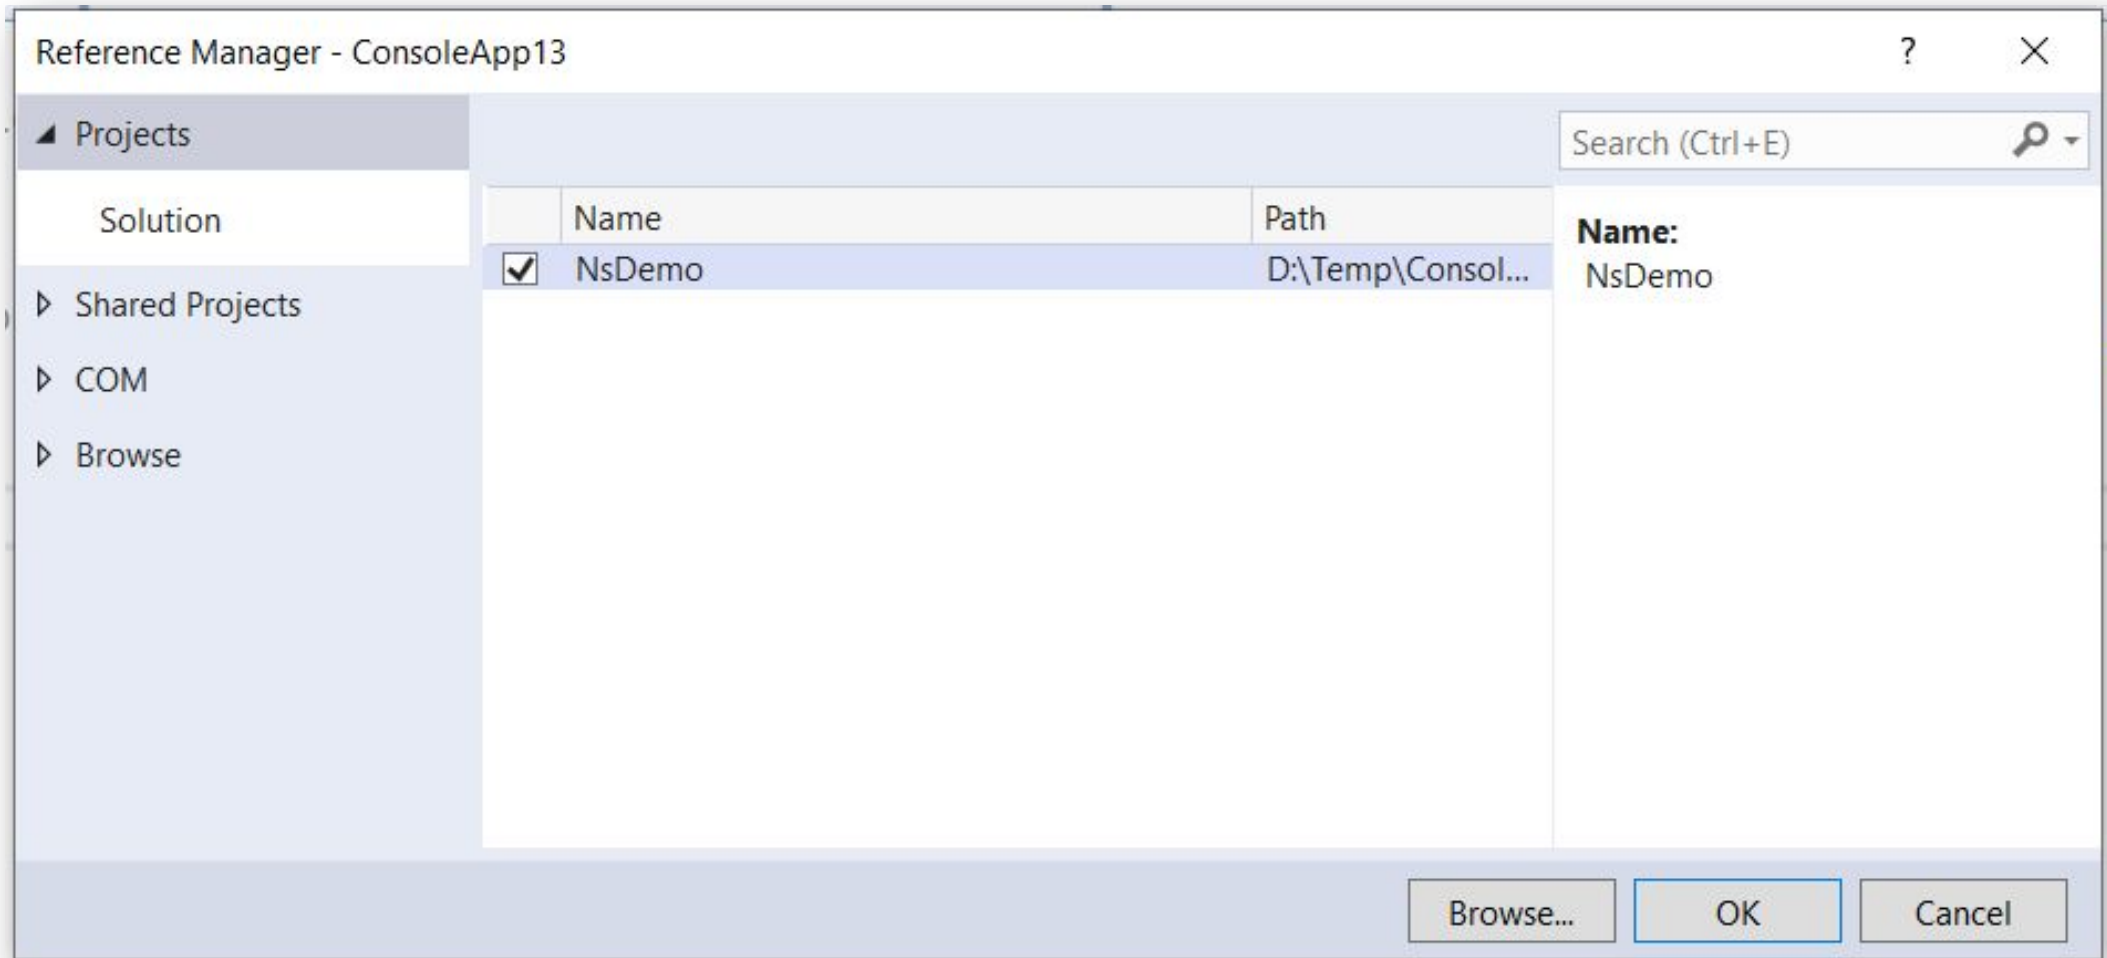 Reference Manager - ConsoleApp13 ?
Projects
Solution
Shared Projects
COM
Browse
Search (Ctrl+E)
Name Path
NsDemo D:\Temp\Consol...
Name:
NsDemo
Browse... OK Cancel